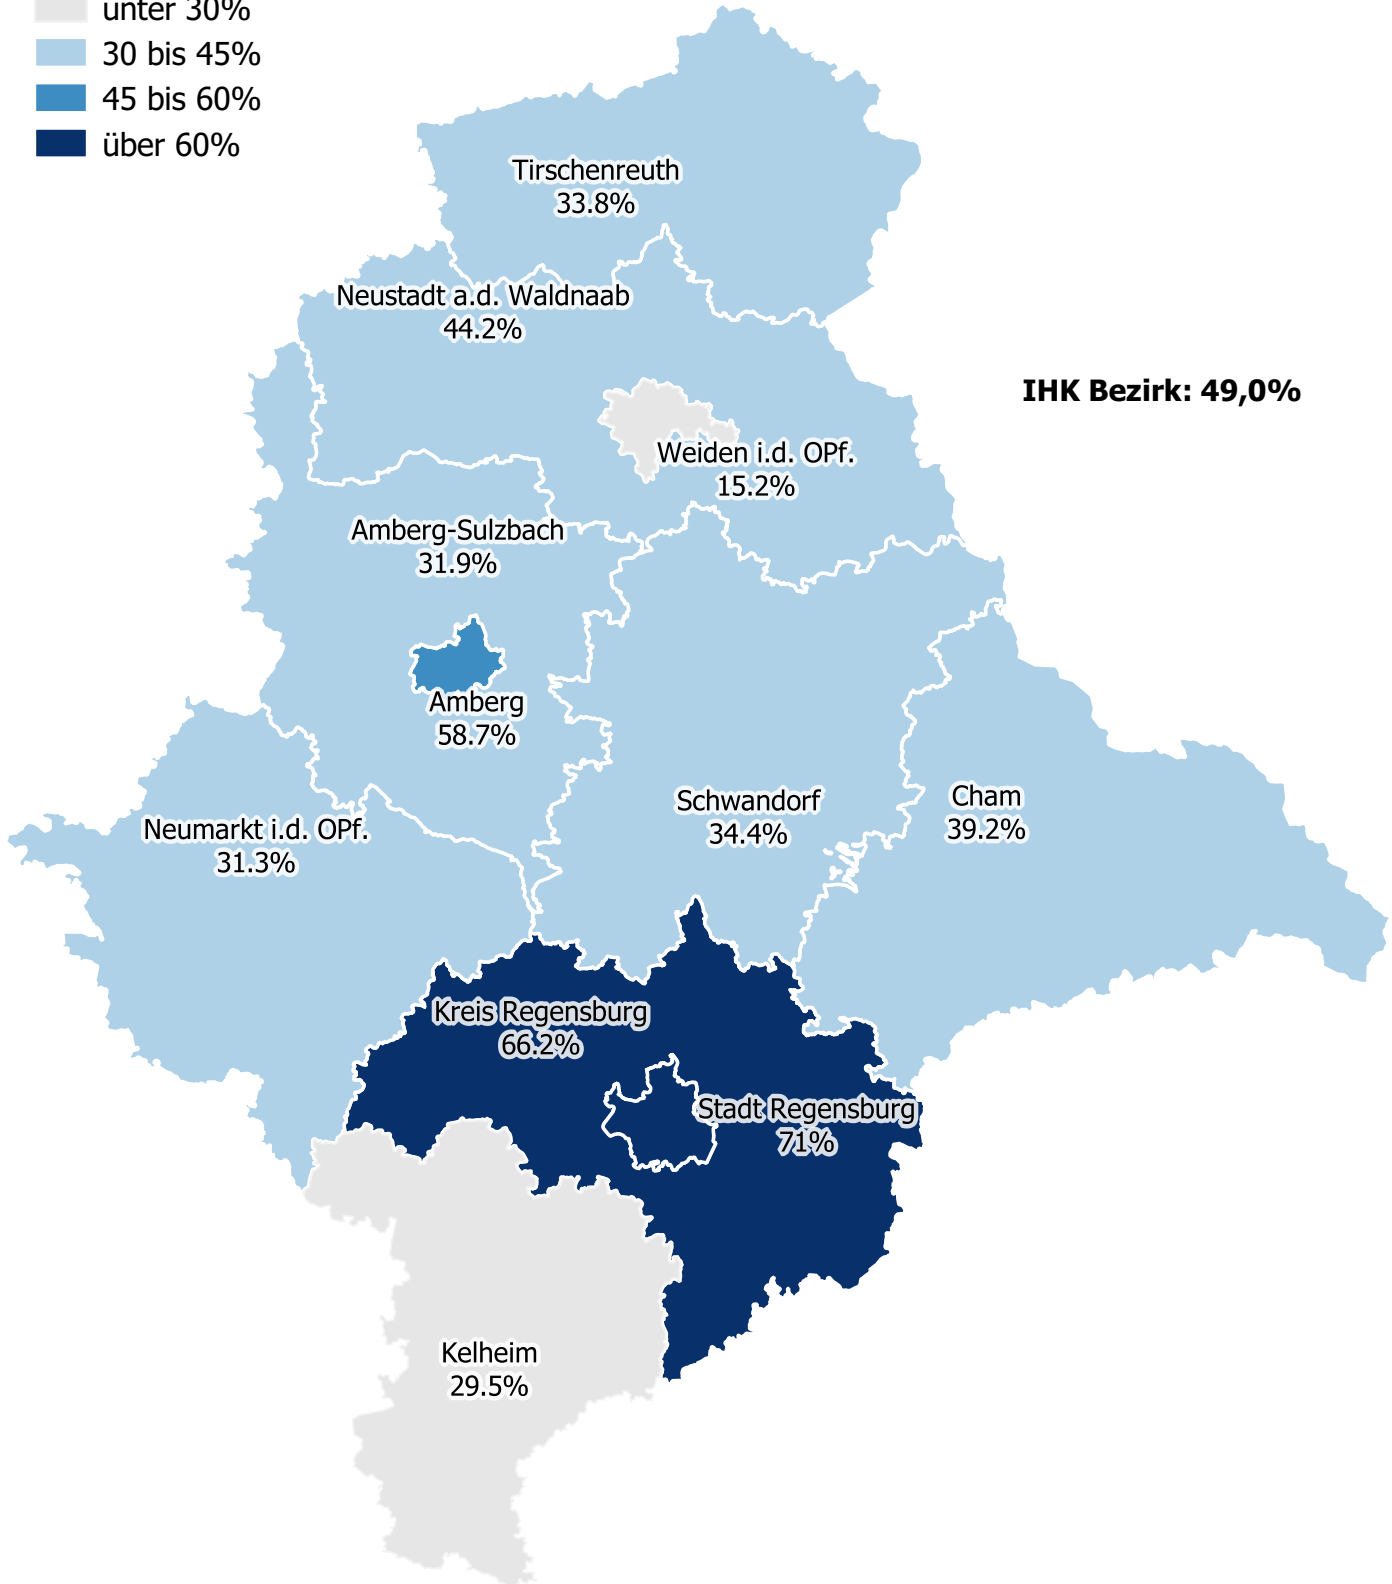 unter 30%
30 bis 45%
45 bis 60%
über 60%
Tirschenreuth
33.8%
Neustadt a.d. Waldnaab
44.2%
IHK Bezirk: 49,0%
Weiden i.d. OPf.
15.2%
Amberg-Sulzbach
31.9%
Amberg
58.7%
Schwandorf
34.4%
Cham
39.2%
Neumarkt i.d. OPf.
31.3%
Kreis Regensburg
66.2%
Stadt Regensburg
71%
Kelheim
29.5%